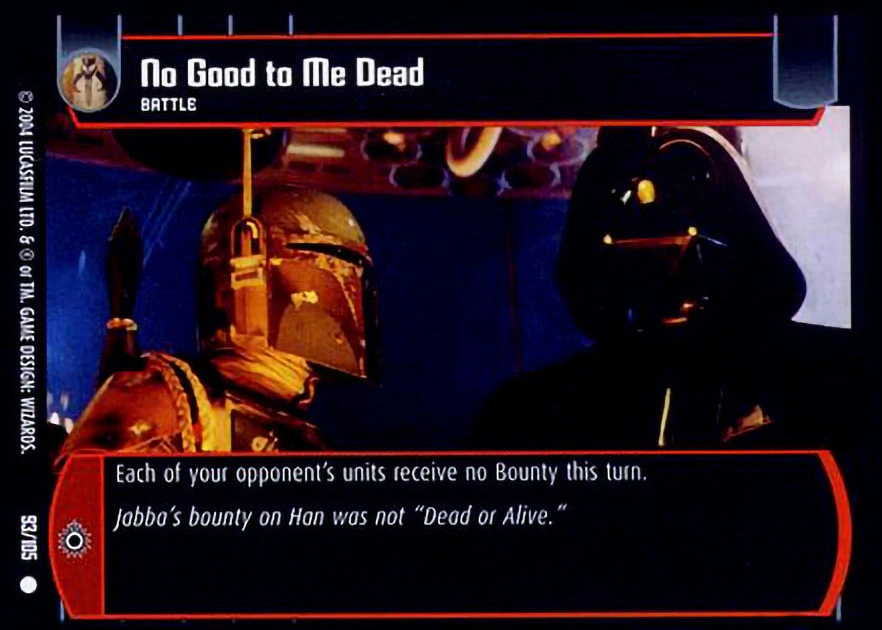 No Good to Me Dead
BATTLE
Each of your opponent's units receive no Bounty this turn.
Jabba's bounty on Han was not "Dead or Alive."
© 2004 LUCASFILM LTD. & ® or TM. GAME DESIGN: WIZARDS.
93/105